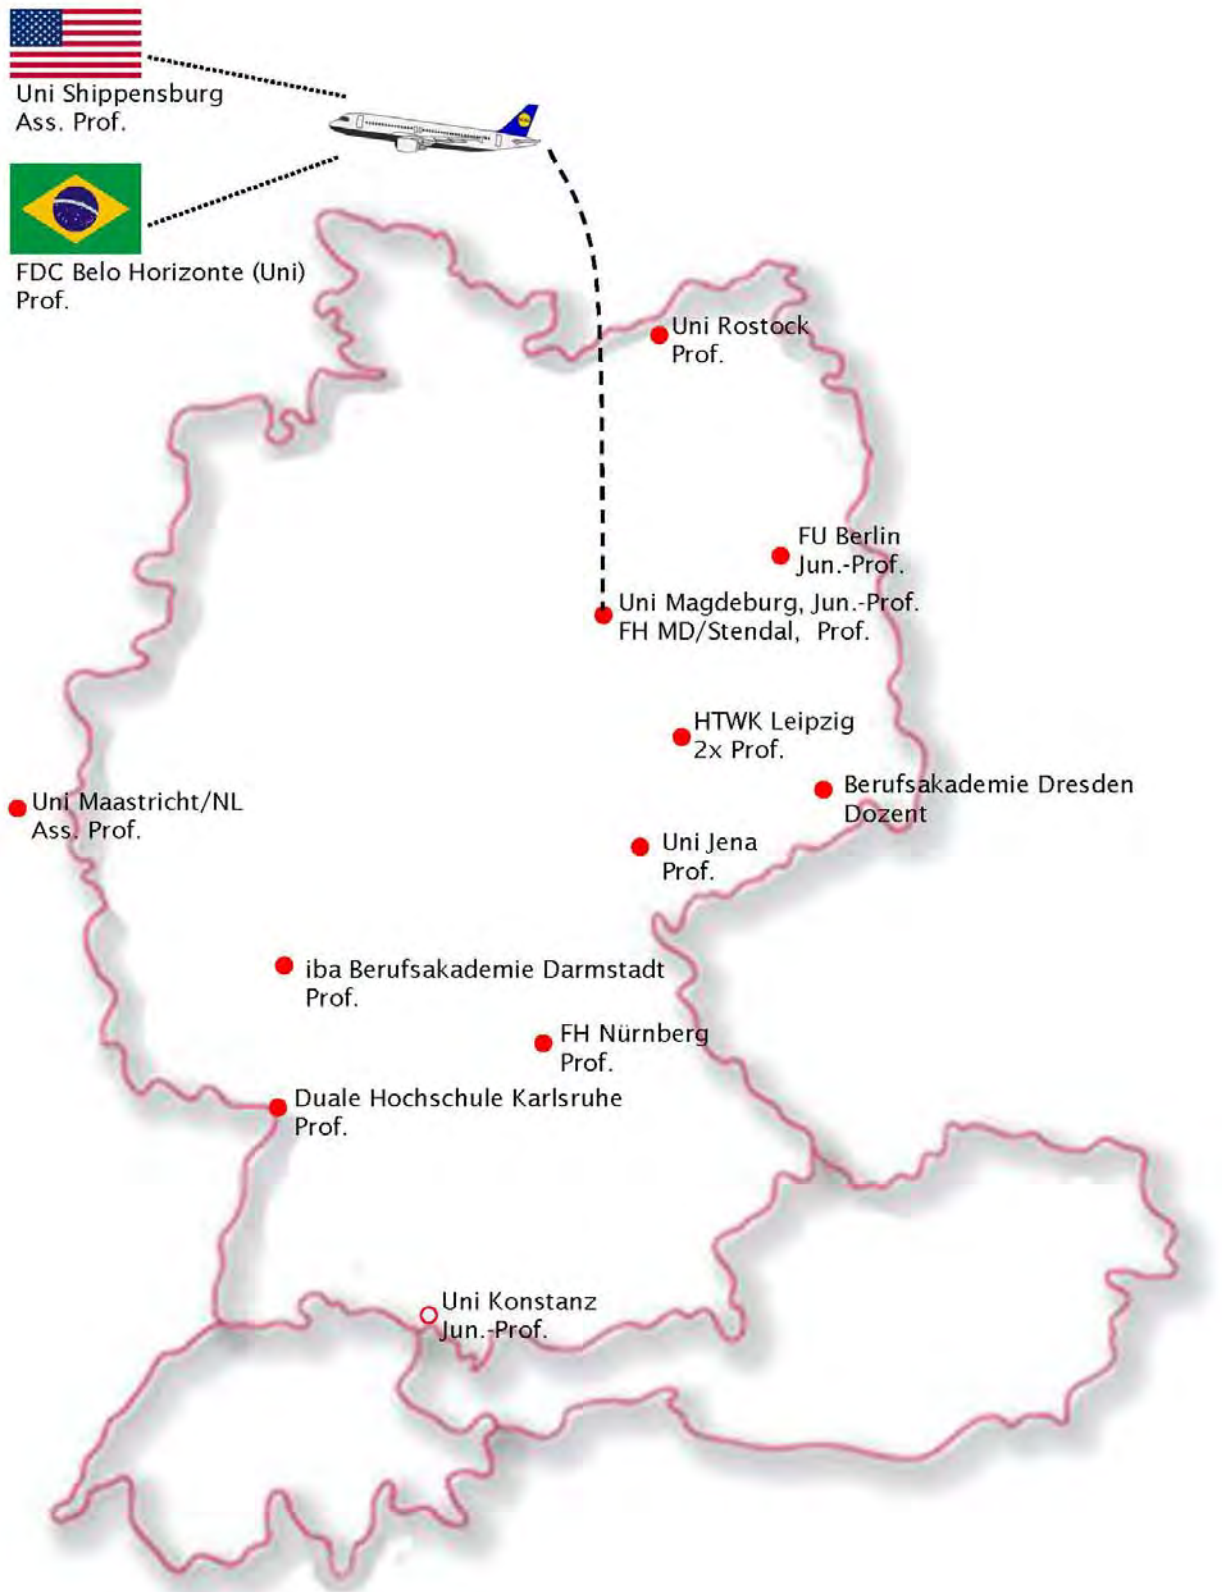 Uni Shippensburg
Ass. Prof.
FDC Belo Horizonte (Uni)
Prof.
Uni Rostock
Prof.
FU Berlin
Jun.-Prof.
Uni Magdeburg, Jun.-Prof.
FH MD/Stendal, Prof.
HTWK Leipzig
2x Prof.
Berufsakademie Dresden
Dozent
Uni Maastricht/NL
Ass. Prof.
Uni Jena
Prof.
iba Berufsakademie Darmstadt
Prof.
FH Nürnberg
Prof.
Duale Hochschule Karlsruhe
Prof.
Uni Konstanz
Jun.-Prof.